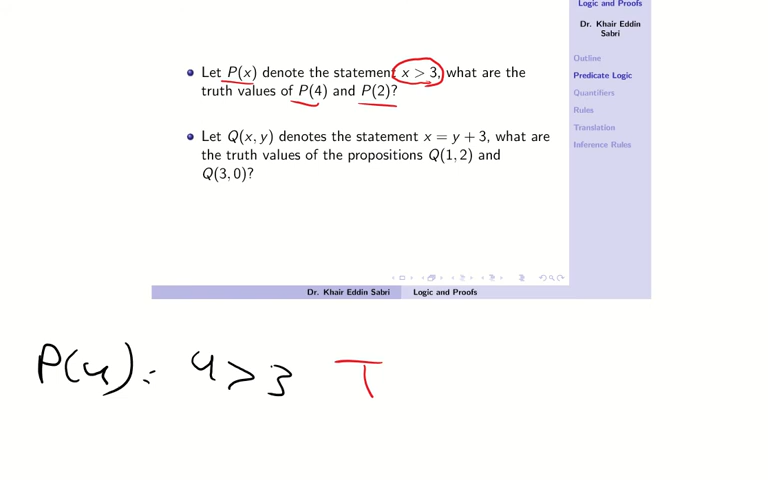 Logic and Proofs
Dr. Khair Eddin
Sabri
Outline
Predicate Logic
Quantifiers
Rules
Translation
Inference Rules
Let P(x) denote the statement x > 3, what are the
truth values of P(4) and P(2)?
Let Q(x, y) denotes the statement x = y + 3, what are
the truth values of the propositions Q(1, 2) and
Q(3, 0)?
Dr. Khair Eddin Sabri Logic and Proofs
P(4): 4 > 3 T